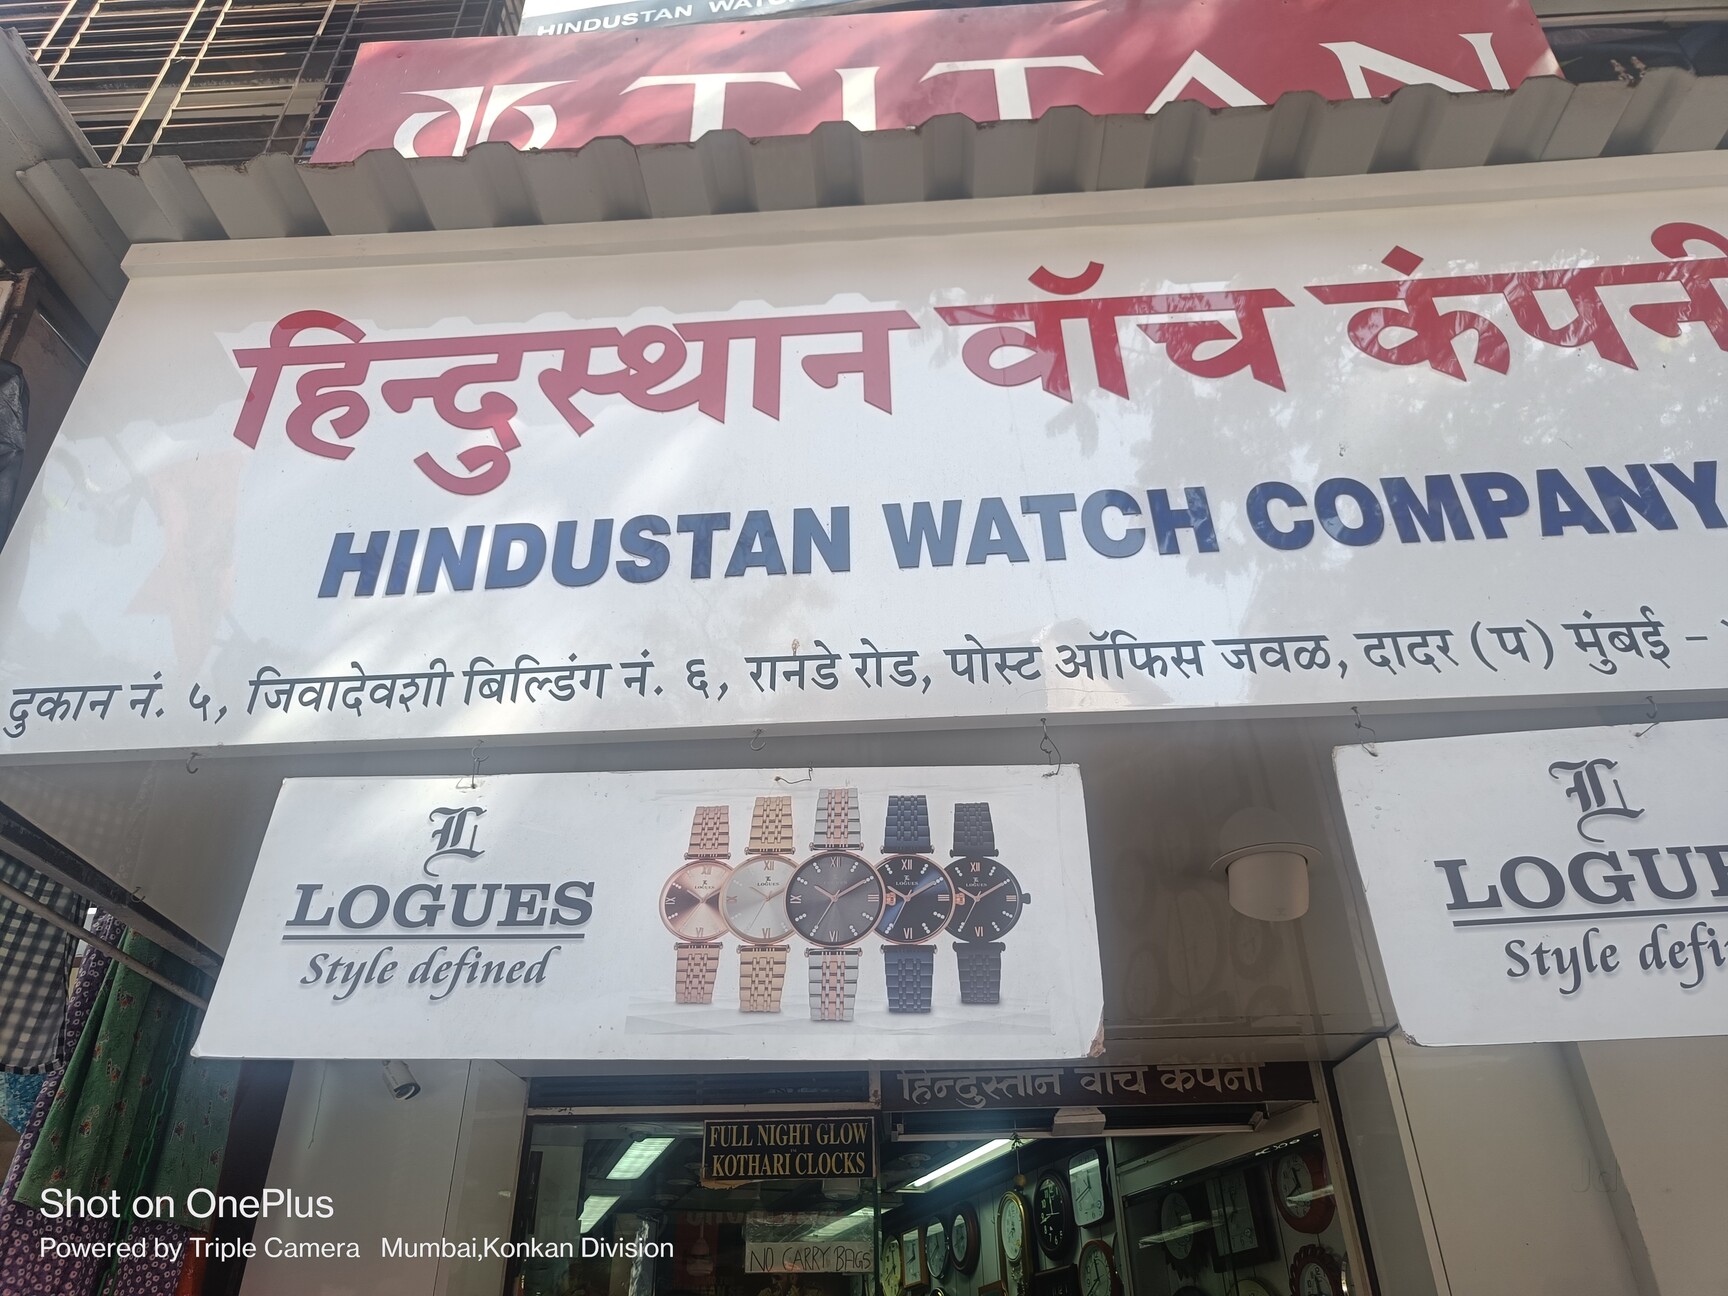 HINDUSTAN
TITAN
हिन्दुस्थान वॉच कंपनी
HINDUSTAN WATCH COMPANY
दुकान नं. ५, जिवादेवशी बिल्डिंग नं. ६, रानडे रोड, पोस्ट ऑफिस जवळ, दादर (प) मुंबई -
LOGUES
Style defined
LOGUES
Style
हिन्दुस्तान वॉच कंपनी
FULL NIGHT GLOW
KOTHARI CLOCKS
NO CARRY BAGS
Shot on OnePlus
Powered by Triple Camera Mumbai,Konkan Division